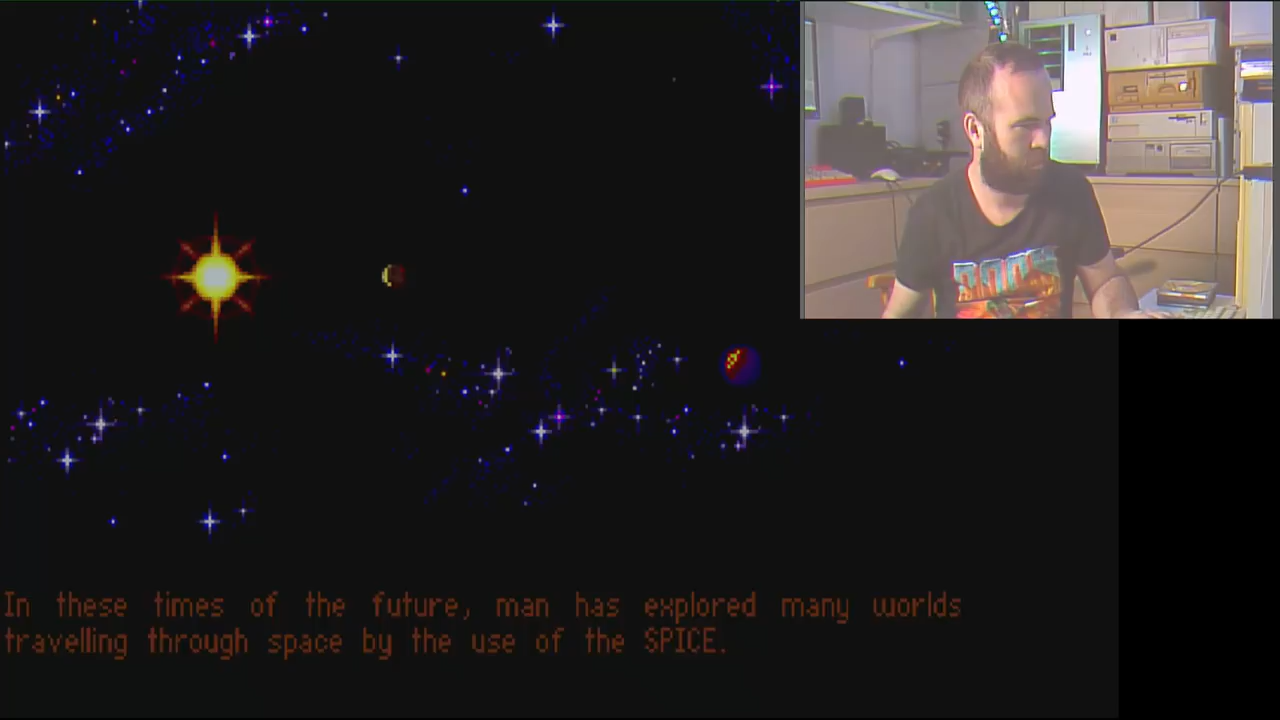 In these times of the future, man has explored many worlds
travelling through space by the use of the SPICE.